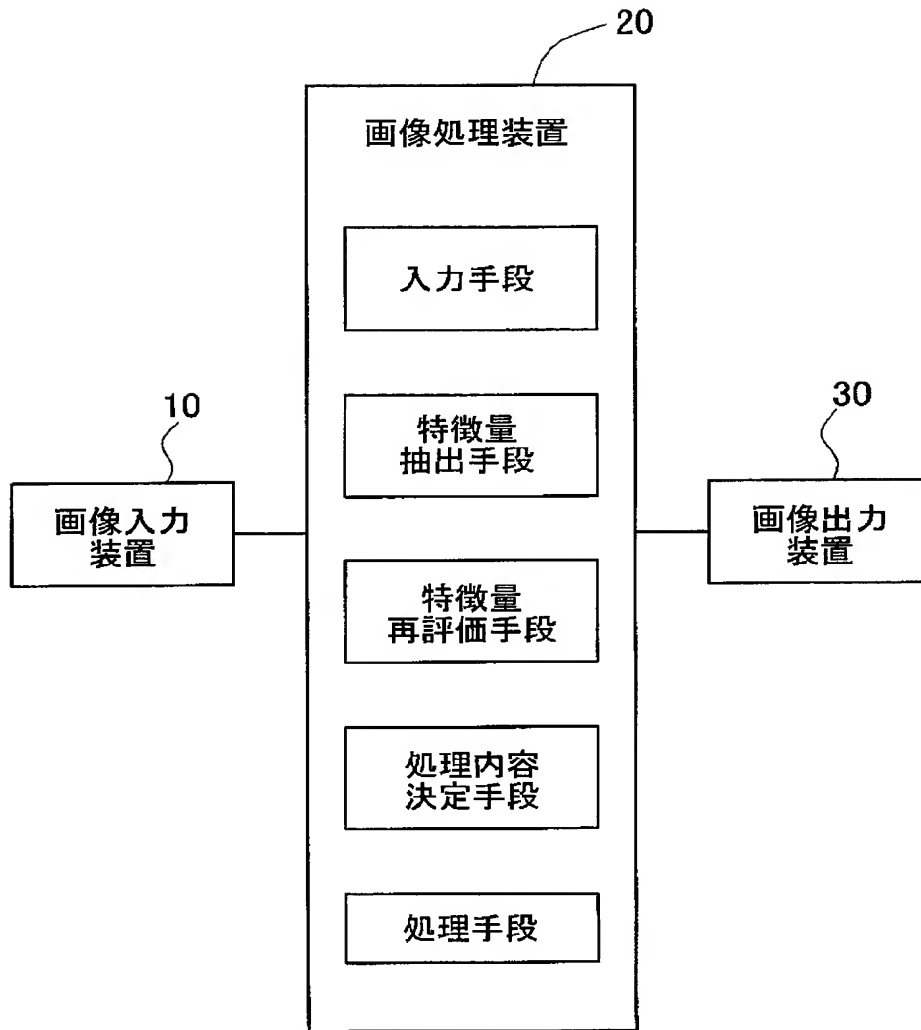 20
画像処理装置
入力手段
特徴量
抽出手段
特徴量
再評価手段
処理内容
決定手段
処理手段
10
画像入力
装置
30
画像出力
装置